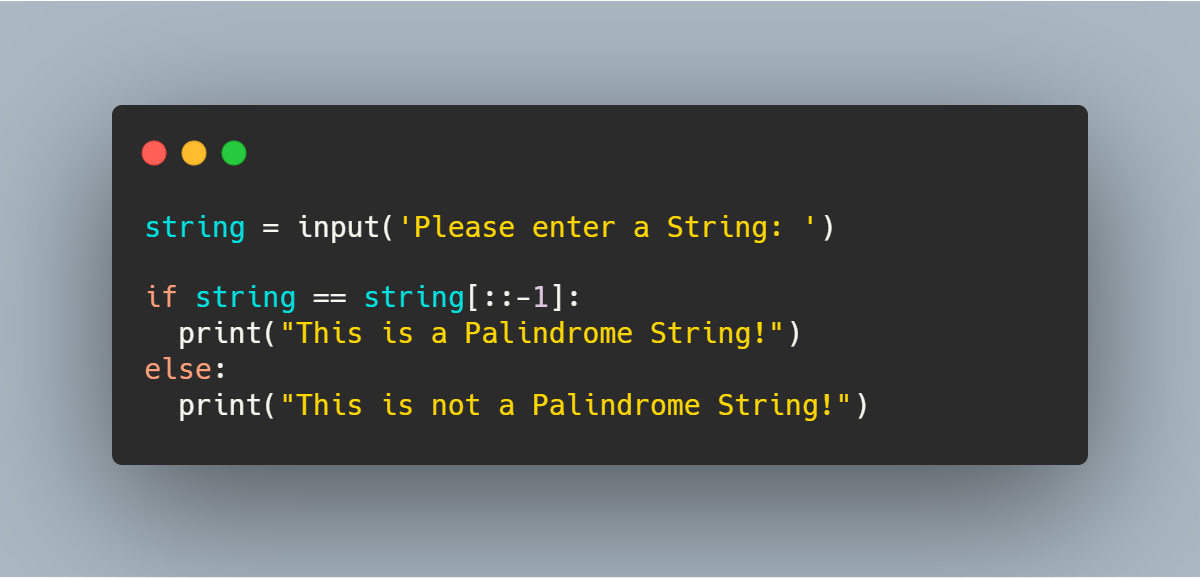 string = input('Please enter a String: ')
if string == string[::-1]:
  print("This is a Palindrome String!")
else:
  print("This is not a Palindrome String!")